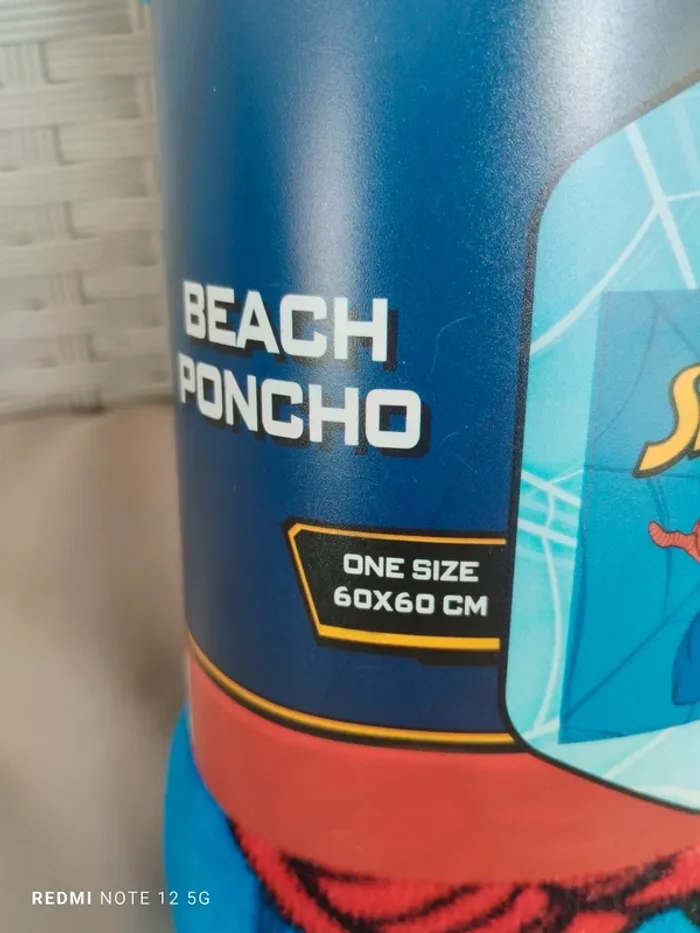 BEACH
PONCHO
ONE SIZE
60X60 CM
REDMI NOTE 12 5G